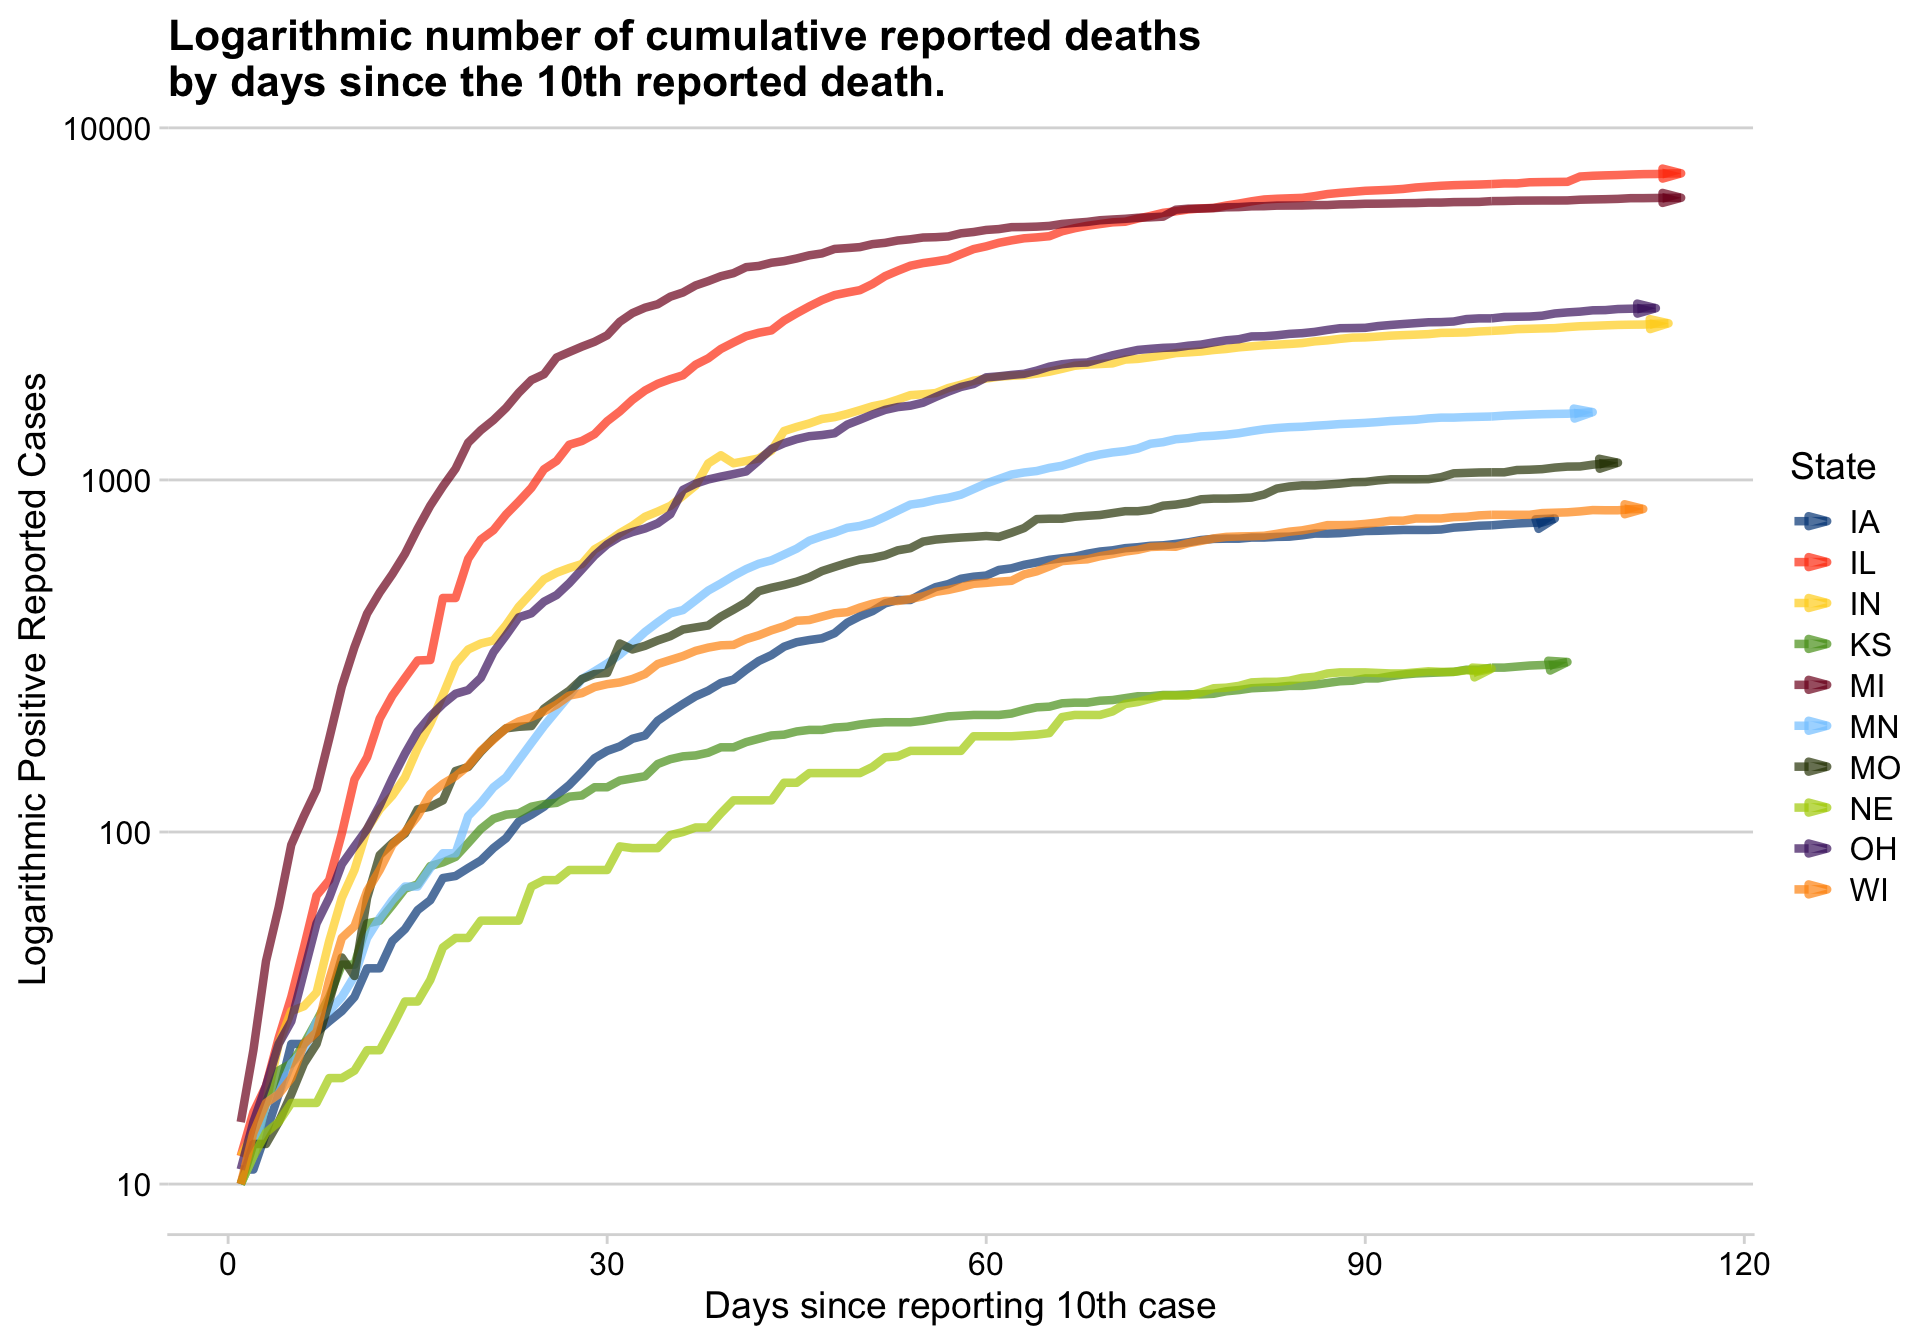 Logarithmic number of cumulative reported deaths
by days since the 10th reported death.
Logarithmic Positive Reported Cases
10000
1000
100
10
0
30
60
90
120
Days since reporting 10th case
State
IA
IL
IN
KS
MI
MN
MO
NE
OH
WI